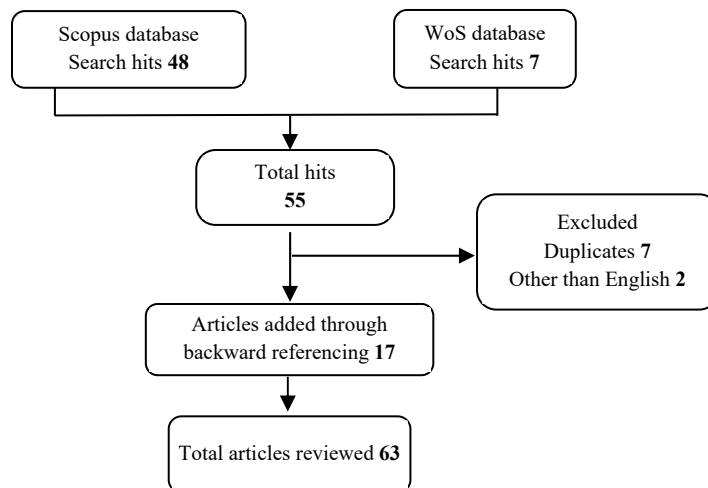 Scopus database
Search hits 48
WoS database
Search hits 7
Total hits
55
Excluded
Duplicates 7
Other than English 2
Articles added through
backward referencing 17
Total articles reviewed 63